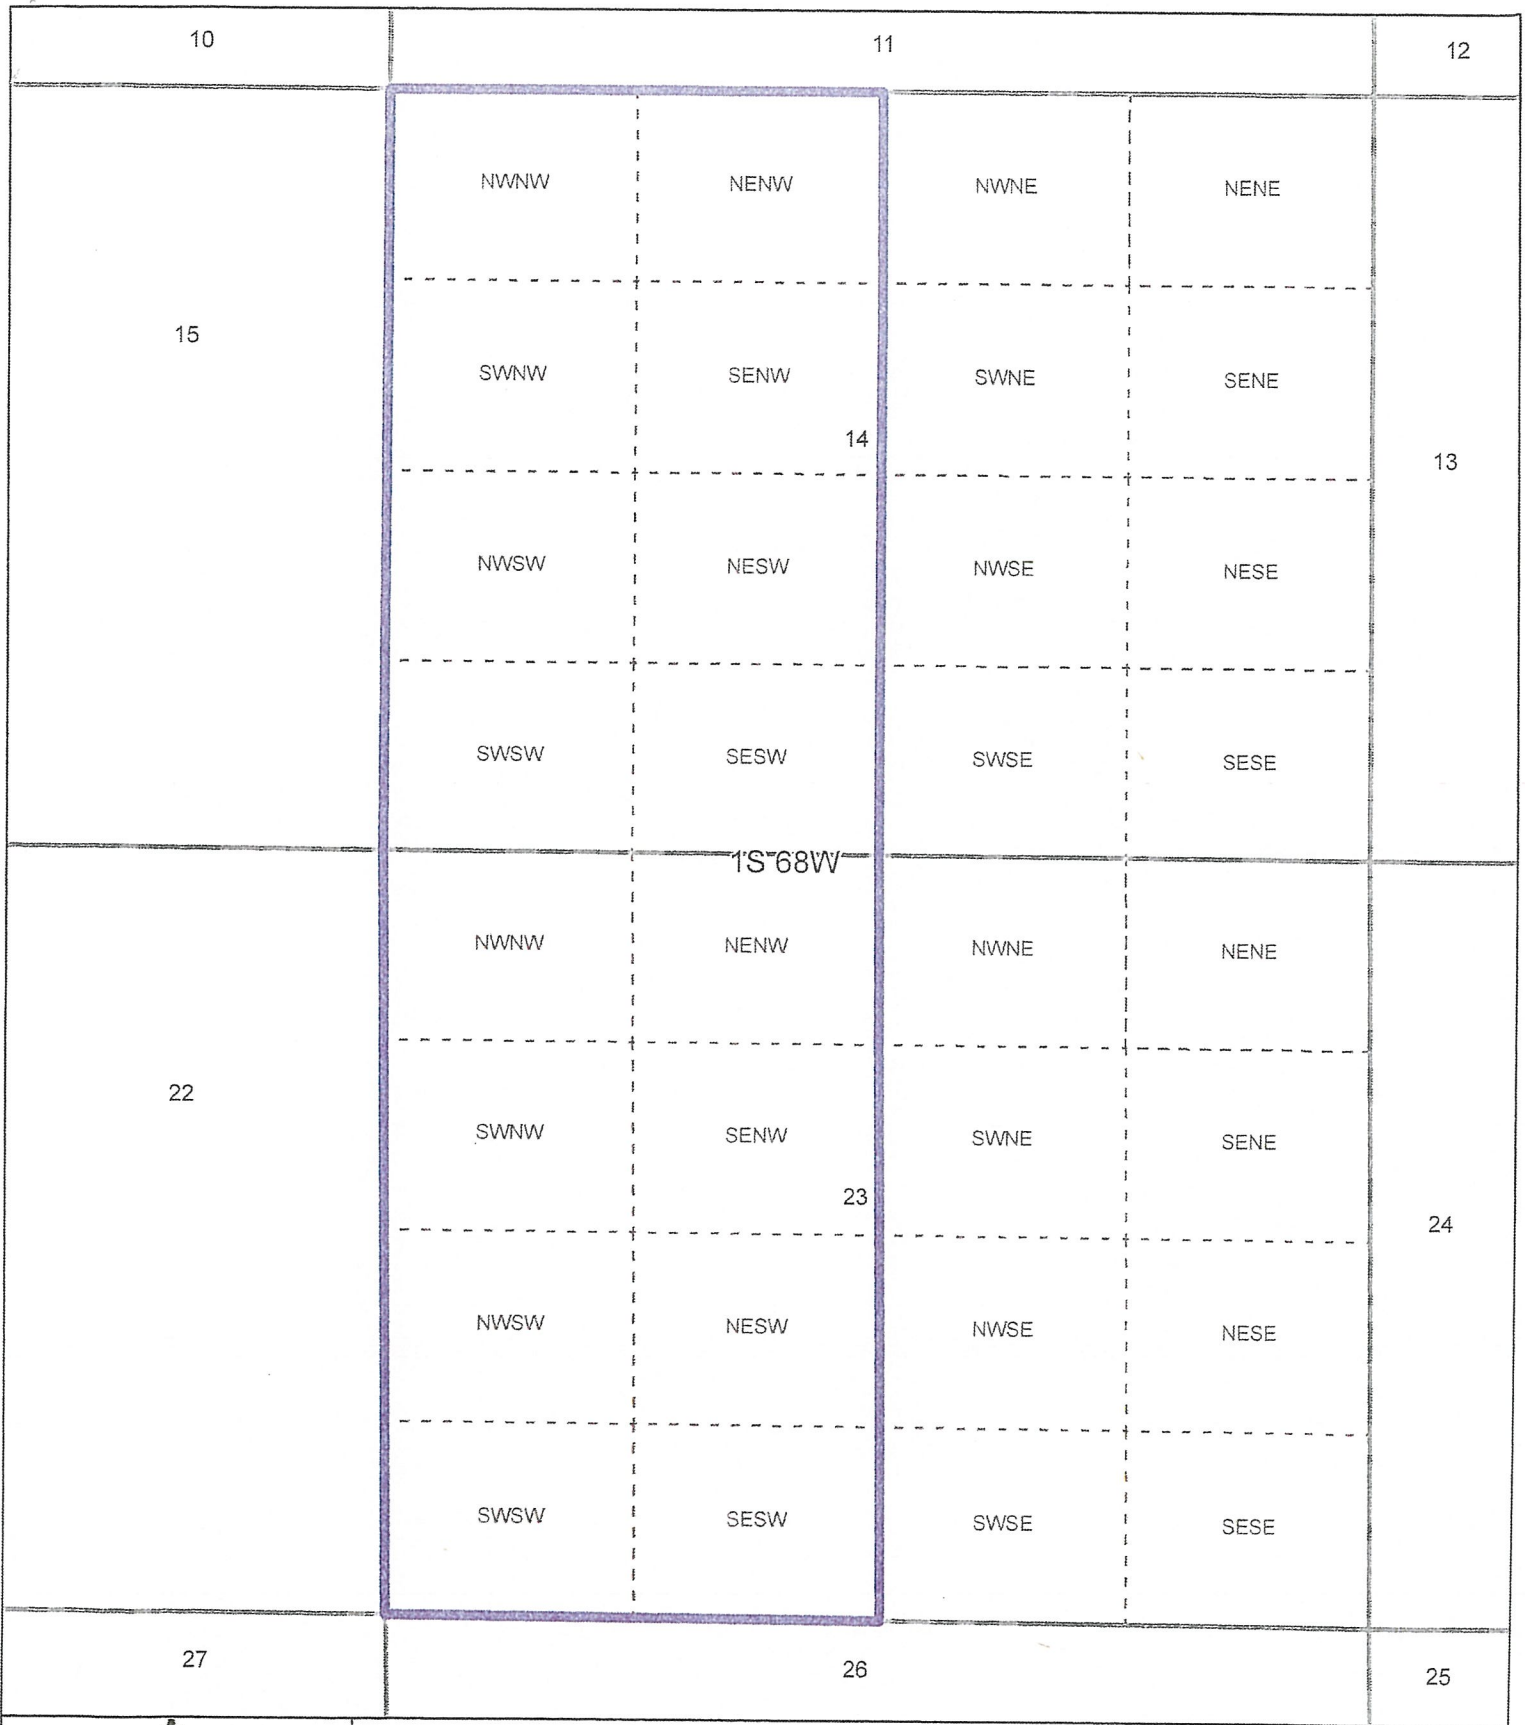 10 11 12
NWNW NENW NWNE NENE
15
SWNW SENW SWNE SENE
14
13
NWSW NESW NWSE NESE
SWSW SESW SWSE SESE
1S 68W
NWNW NENW NWNE NENE
22
SWNW SENW SWNE SENE
23
24
NWSW NESW NWSE NESE
SWSW SESW SWSE SESE
27 26 25